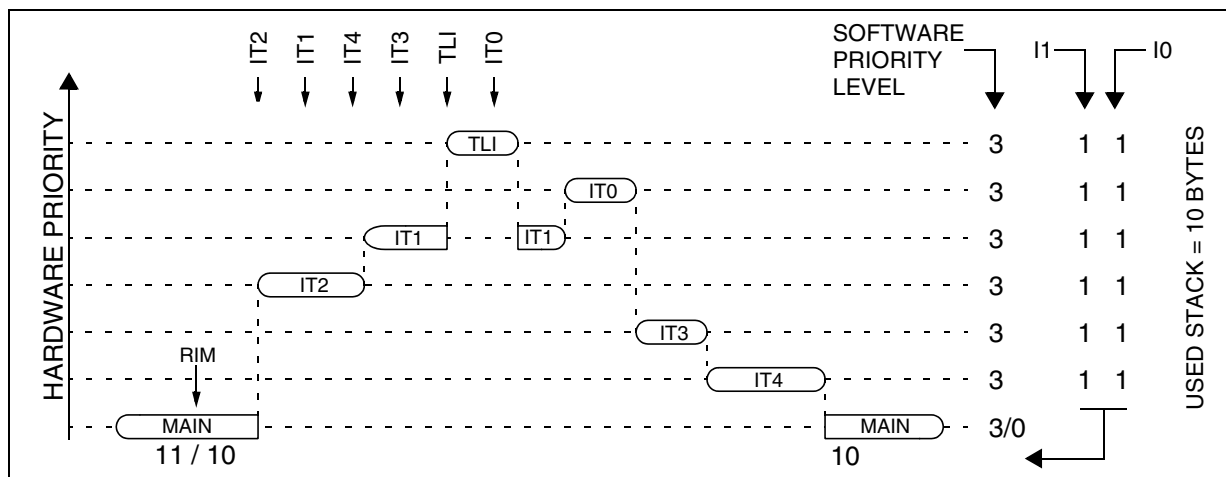 IT2
IT1
IT4
IT3
TLI
IT0
SOFTWARE
PRIORITY
LEVEL
I1
I0
HARDWARE PRIORITY
TLI
3
1 1
IT0
3
1 1
IT1
IT1
3
1 1
IT2
3
1 1
IT3
3
1 1
RIM
IT4
3
1 1
MAIN
MAIN
3/0
11 / 10
10
USED STACK = 10 BYTES